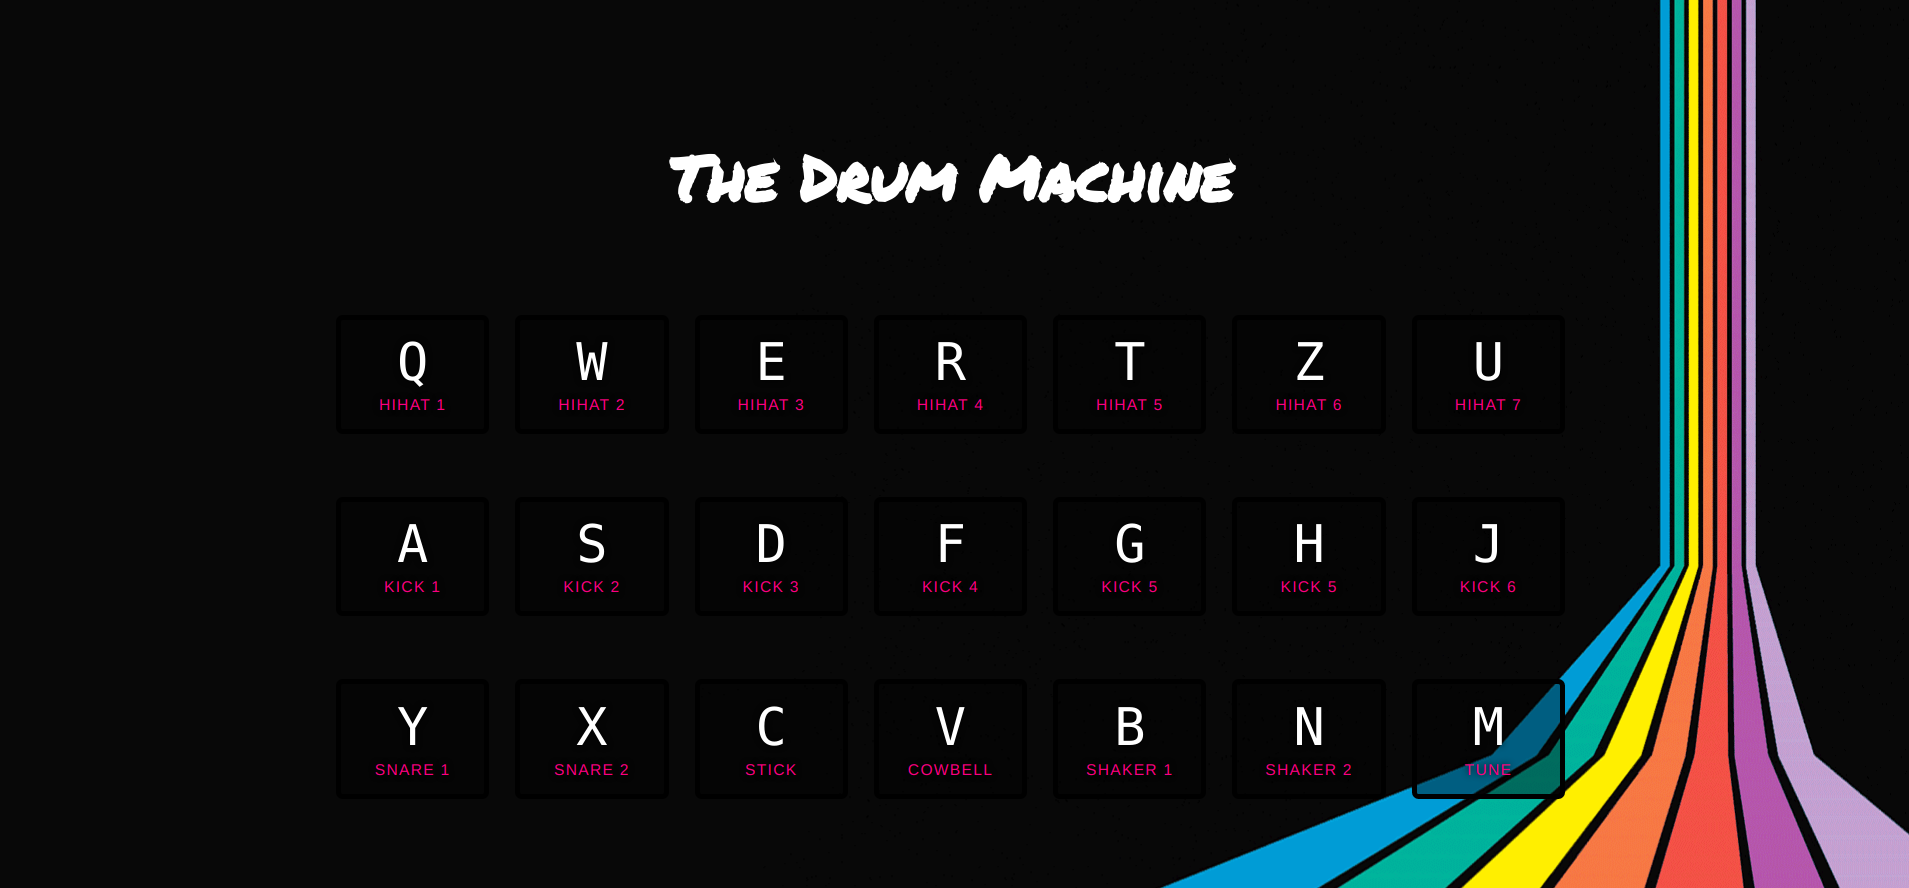 The Drum Machine
Q W E R T Z U
HIHAT 1 HIHAT 2 HIHAT 3 HIHAT 4 HIHAT 5 HIHAT 6 HIHAT 7
A S D F G H J
KICK 1 KICK 2 KICK 3 KICK 4 KICK 5 KICK 5 KICK 6
Y X C V B N M
SNARE 1 SNARE 2 STICK COWBELL SHAKER 1 SHAKER 2 TUNE